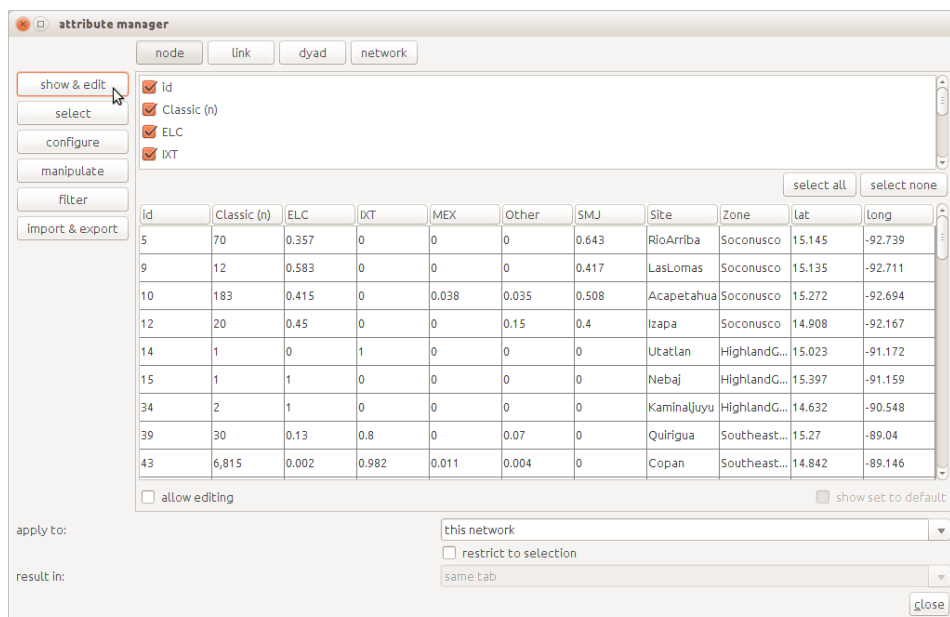 attribute manager
node link dyad network
show & edit
select
configure
manipulate
filter
import & export
id
Classic (n)
ELC
IXT
select all select none
id Classic (n) ELC IXT MEX Other SMJ Site Zone lat long
5 70 0.357 0 0 0 0.643 RioArriba Soconusco 15.145 -92.739
9 12 0.583 0 0 0 0.417 LasLomas Soconusco 15.135 -92.711
10 183 0.415 0 0.038 0.035 0.508 Acapetahua Soconusco 15.272 -92.694
12 20 0.45 0 0 0.15 0.4 Izapa Soconusco 14.908 -92.167
14 1 0 1 0 0 0 Utatlan HighlandG... 15.023 -91.172
15 1 1 0 0 0 0 Nebaj HighlandG... 15.397 -91.159
34 2 1 0 0 0 0 Kaminaljuyu HighlandG... 14.632 -90.548
39 30 0.13 0.8 0 0.07 0 Quirigua Southeast... 15.27 -89.04
43 6,815 0.002 0.982 0.011 0.004 0 Copan Southeast... 14.842 -89.146
allow editing show set to default
apply to: this network
restrict to selection
result in: same tab
close